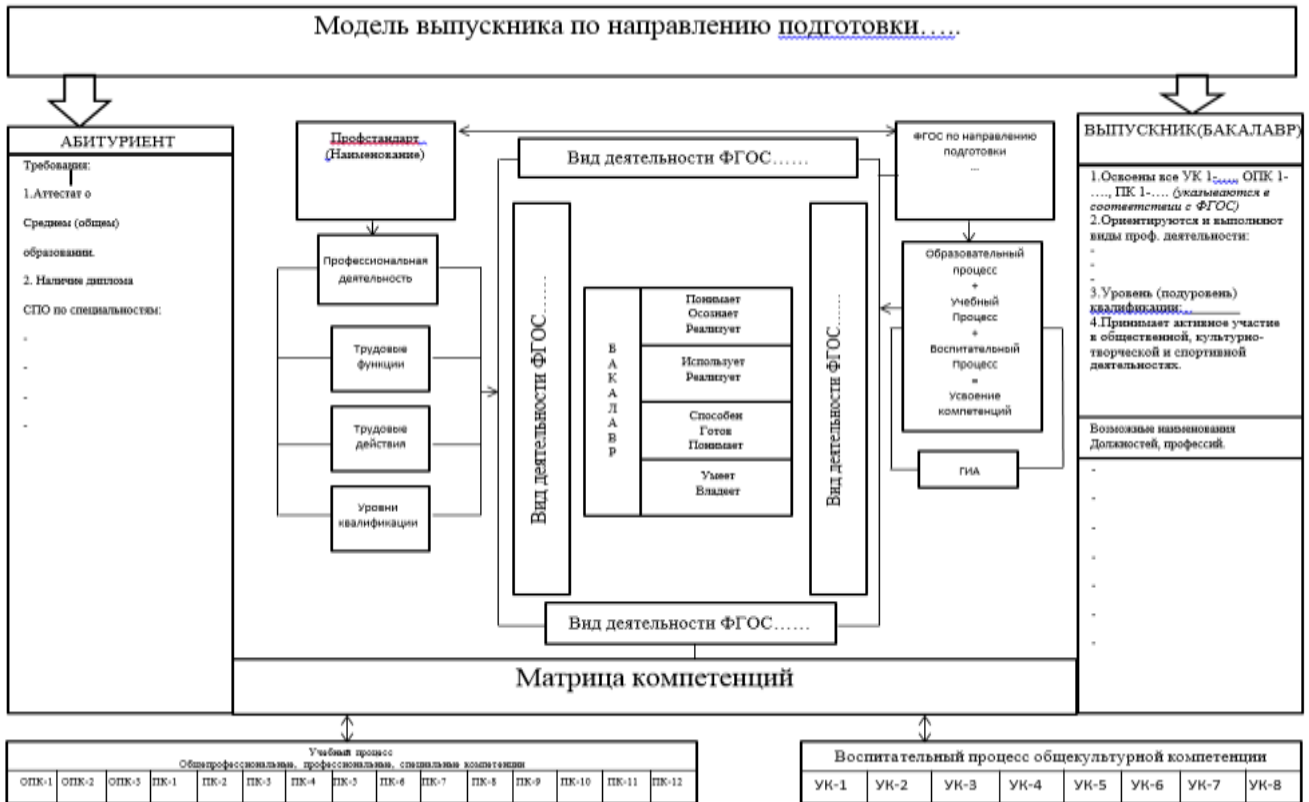 Модель выпускника по направлению подготовки…..
АБИТУРИЕНТ
Требования:
1.Аттестат о
Среднем (общем)
образовании.
2. Наличие диплома
СПО по специальностям:
-
-
-
-
Профстандарт
(Наименование)
Профессиональная
деятельность
Трудовые
функции
Трудовые
действия
Уровни
квалификации
Вид деятельности ФГОС……
Вид деятельности ФГОС……
БАКАЛАВР
Понимает
Осознает
Реализует
Использует
Реализует
Способен
Готов
Понимает
Умеет
Владеет
Вид деятельности ФГОС……
Вид деятельности ФГОС……
ФГОС по направлению
подготовки
...
Образовательный
процесс
+
Учебный
Процесс
+
Воспитательный
процесс
=
Усвоение
компетенций
ГИА
ВЫПУСКНИК(БАКАЛАВР)
1.Освоены все УК 1-….., ОПК 1-
…., ПК 1-…. (указываются в
соответствии с ФГОС)
2.Ориентируются и выполняют
виды проф. деятельности:
-
-
-
3.Уровень (подуровень)
квалификации:..________
4.Принимает активное участие
в общественной, культурно-
творческой и спортивной
деятельностях.
Возможные наименования
Должностей, профессий.
-
-
-
-
-
-
-
Матрица компетенций
Учебный процесс
Общепрофессиональные, профессиональные, специальные компетенции
ОПК-1 ОПК-2 ОПК-3 ПК-1 ПК-2 ПК-3 ПК-4 ПК-5 ПК-6 ПК-7 ПК-8 ПК-9 ПК-10 ПК-11 ПК-12
Воспитательный процесс общекультурной компетенции
УК-1 УК-2 УК-3 УК-4 УК-5 УК-6 УК-7 УК-8